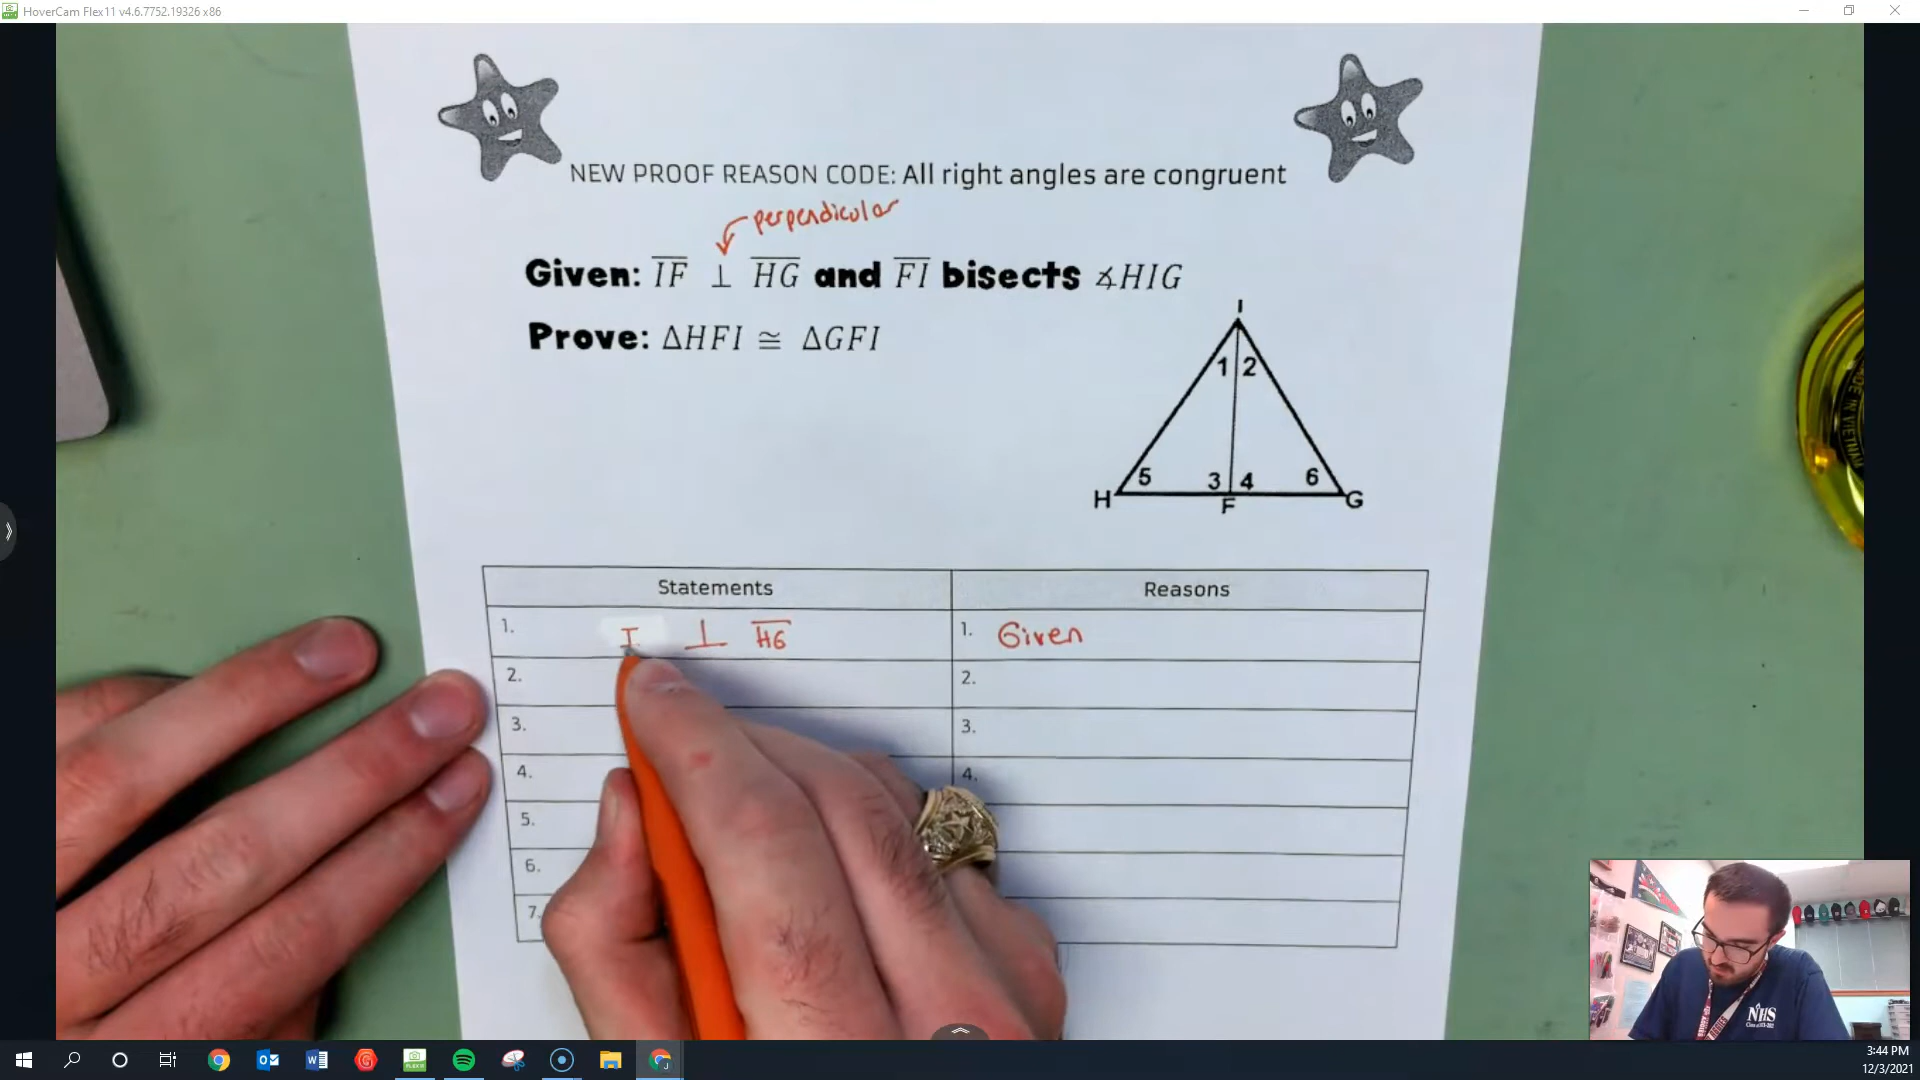 HoverCam Flex11 v4.6.7752.19326 x86
NEW PROOF REASON CODE: All right angles are congruent
perpendicular
Given: IF ⊥ HG and FI bisects ∡HIG
Prove: ΔHFI ≅ ΔGFI
I
1 2
5 3 4 6
H F G
Statements Reasons
1. I ⊥ HG 1. Given
2. 2.
3. 3.
4. 4.
5.
6.
7.
NHS
3:44 PM
12/3/2021